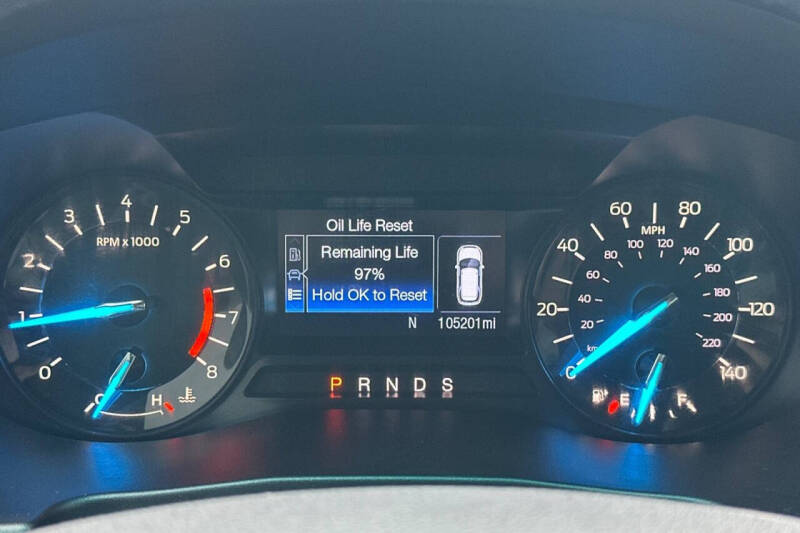 Oil Life Reset
Remaining Life
97%
Hold OK to Reset
N 105201mi
P R N D S
0 1 2 3 4 5 6 7 8
RPM x 1000
H
0 20 40 60 80 100 120 140
MPH
20 40 60 80 100 120 140 160 180 200 220
E F